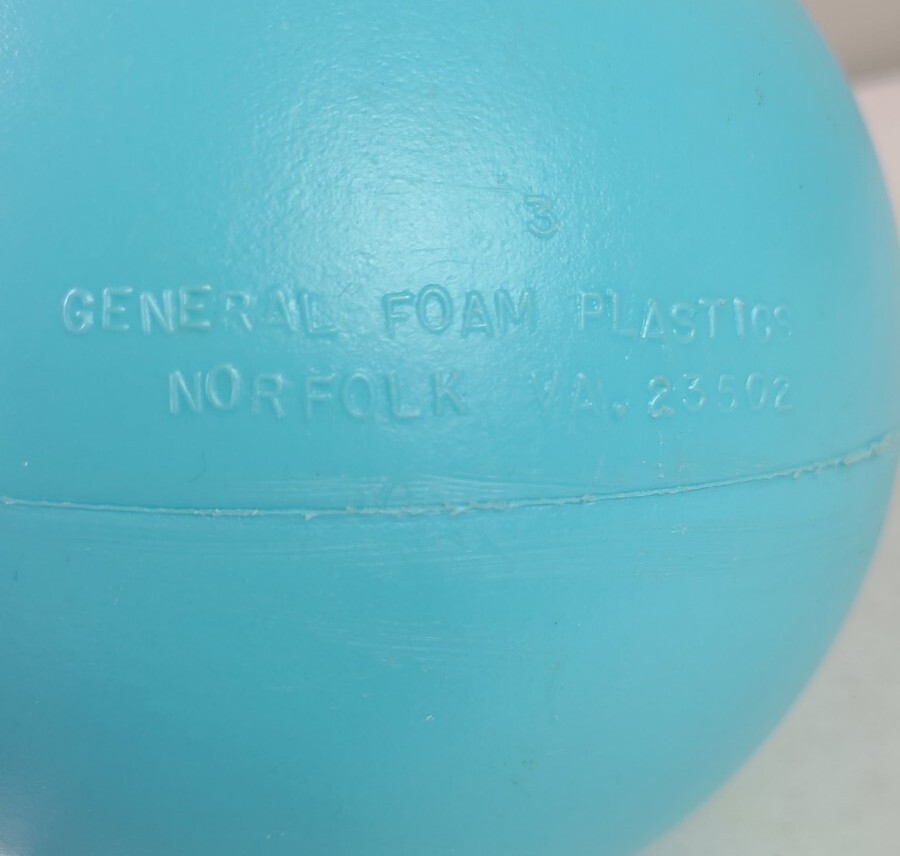 3
GENERAL FOAM PLASTICS
NORFOLK VA. 23502